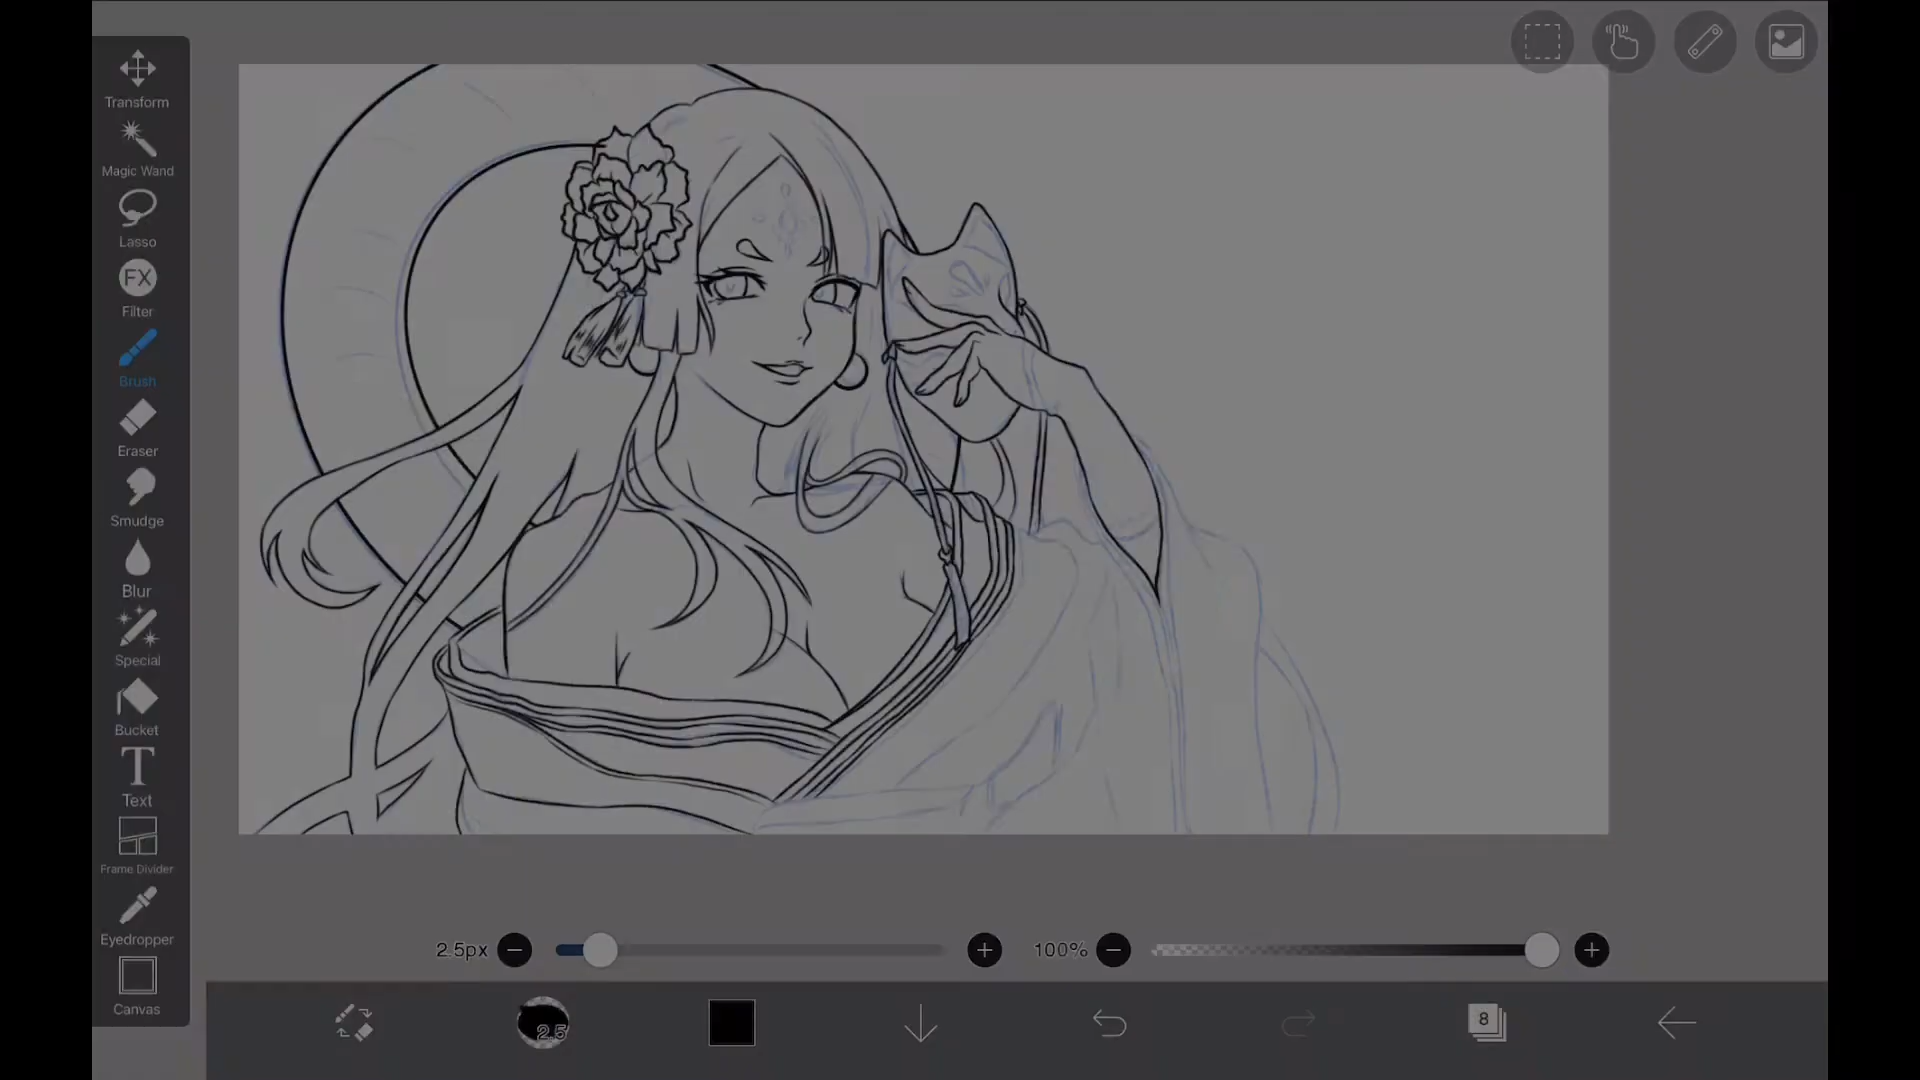 Transform
Magic Wand
Lasso
FX
Filter
Brush
Eraser
Smudge
Blur
Special
Bucket
T
Text
Frame Divider
Eyedropper
Canvas
2.5px
100%
2.5
8